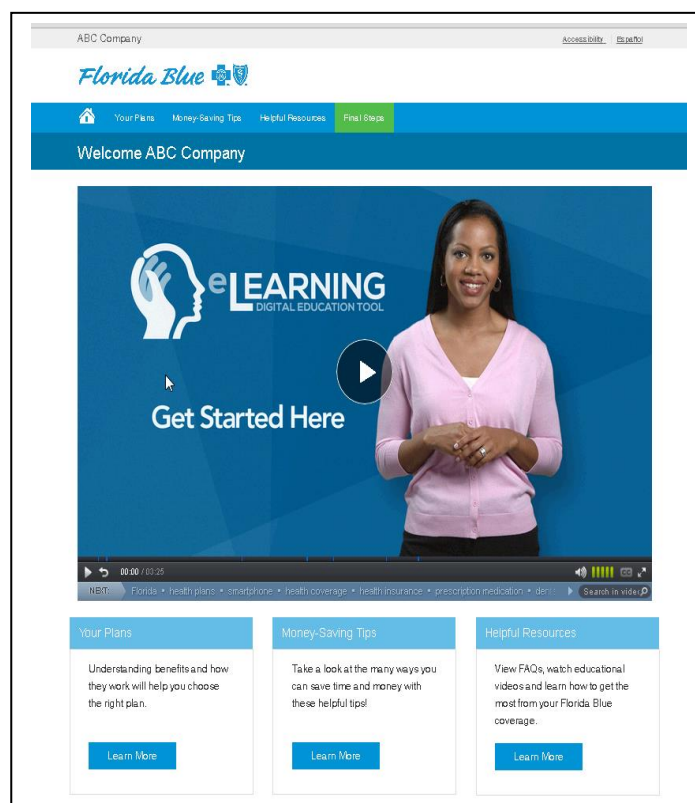 ABC Company
Accessibility Español
Florida Blue
Your Plans Money-Saving Tips Helpful Resources Final Steps
Welcome ABC Company
eLEARNING
DIGITAL EDUCATION TOOL
Get Started Here
00:00 / 03:25
CC
Florida • health plans • smartphone • health coverage • health insurance • prescription medication •
Search in video
Your Plans
Understanding benefits and how
they work will help you choose
the right plan.
Learn More
Money-Saving Tips
Take a look at the many ways you
can save time and money with
these helpful tips!
Learn More
Helpful Resources
View FAQs, watch educational
videos and learn how to get the
most from your Florida Blue
coverage.
Learn More